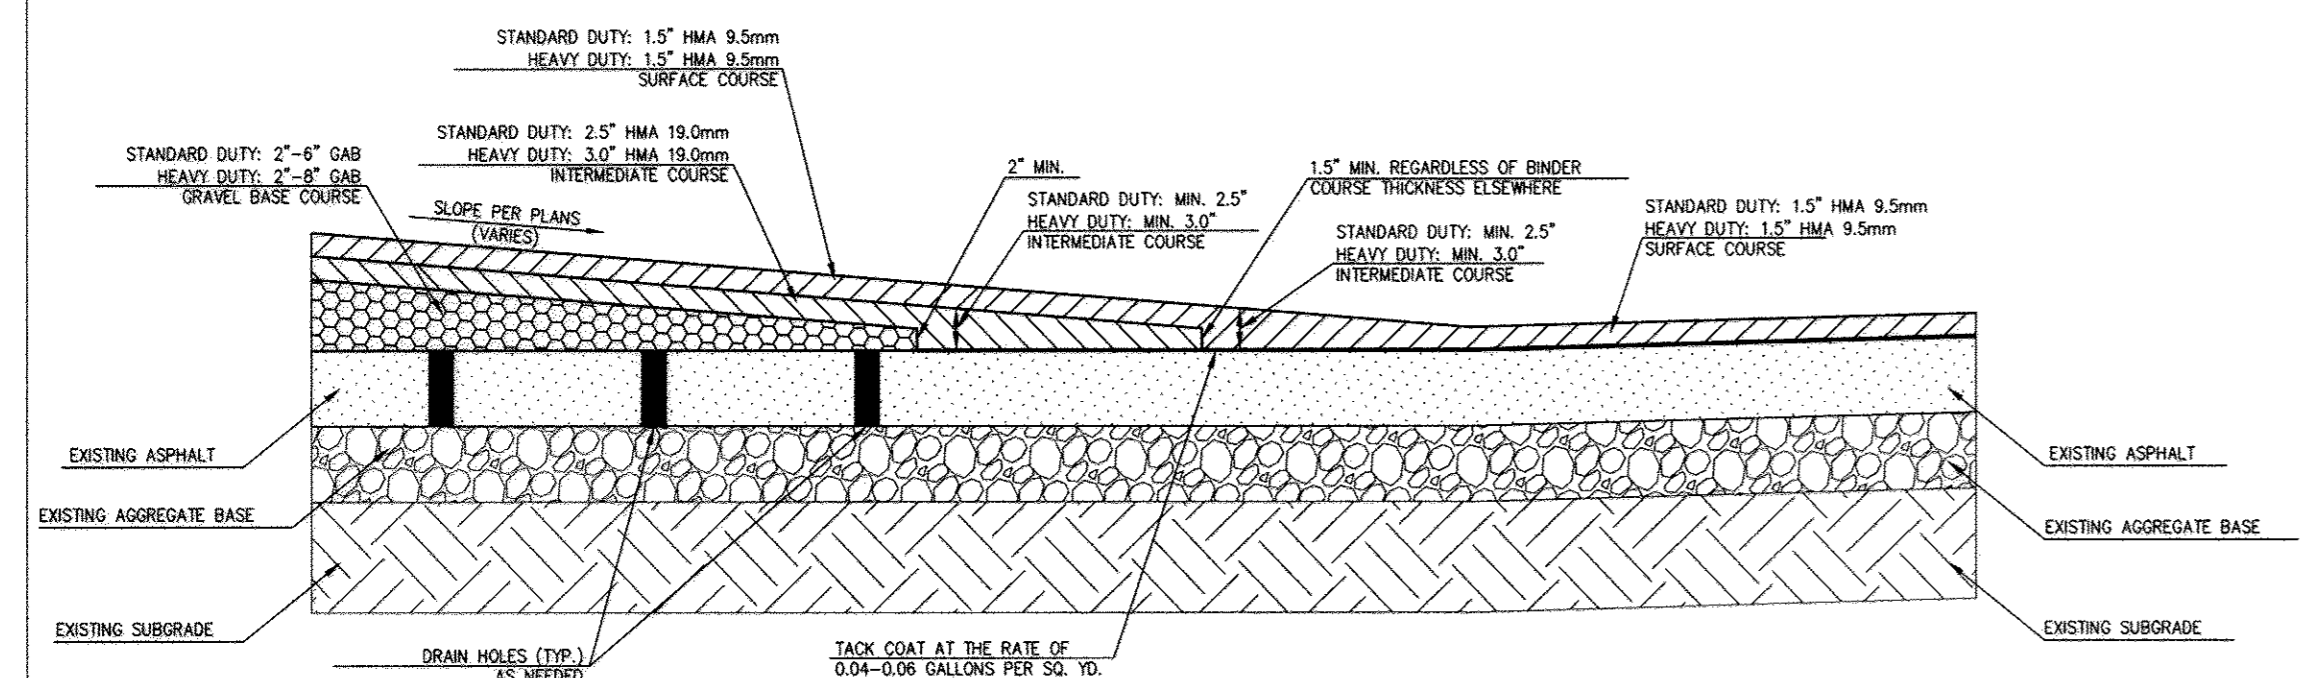 STANDARD DUTY: 1.5" HMA 9.5mm
HEAVY DUTY: 1.5" HMA 9.5mm
SURFACE COURSE
STANDARD DUTY: 2.5" HMA 19.0mm
HEAVY DUTY: 3.0" HMA 19.0mm
INTERMEDIATE COURSE
STANDARD DUTY: 2"-6" GAB
HEAVY DUTY: 2"-8" GAB
GRAVEL BASE COURSE
SLOPE PER PLANS
(VARIES)
2" MIN.
STANDARD DUTY: MIN. 2.5"
HEAVY DUTY: MIN. 3.0"
INTERMEDIATE COURSE
1.5" MIN. REGARDLESS OF BINDER
COURSE THICKNESS ELSEWHERE
STANDARD DUTY: MIN. 2.5"
HEAVY DUTY: MIN. 3.0"
INTERMEDIATE COURSE
STANDARD DUTY: 1.5" HMA 9.5mm
HEAVY DUTY: 1.5" HMA 9.5mm
SURFACE COURSE
EXISTING ASPHALT
EXISTING AGGREGATE BASE
EXISTING SUBGRADE
DRAIN HOLES (TYP.)
AS NEEDED
TACK COAT AT THE RATE OF
0.04-0.06 GALLONS PER SQ. YD.
EXISTING ASPHALT
EXISTING AGGREGATE BASE
EXISTING SUBGRADE